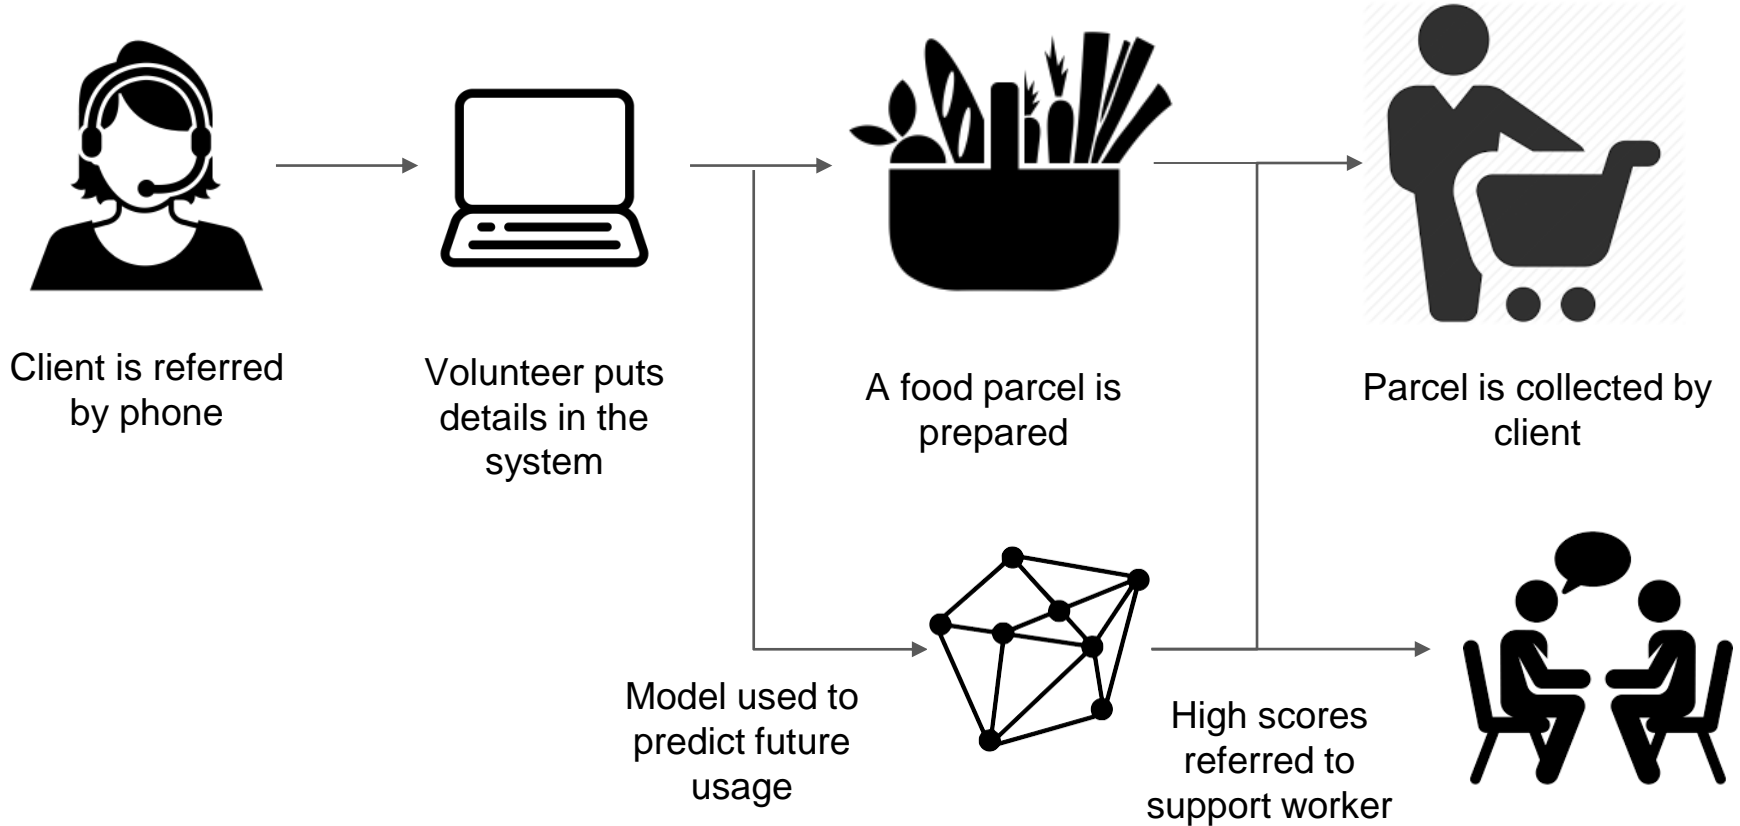 Client is referred
by phone
Volunteer puts
details in the
system
A food parcel is
prepared
Parcel is collected by
client
Model used to
predict future
usage
High scores
referred to
support worker